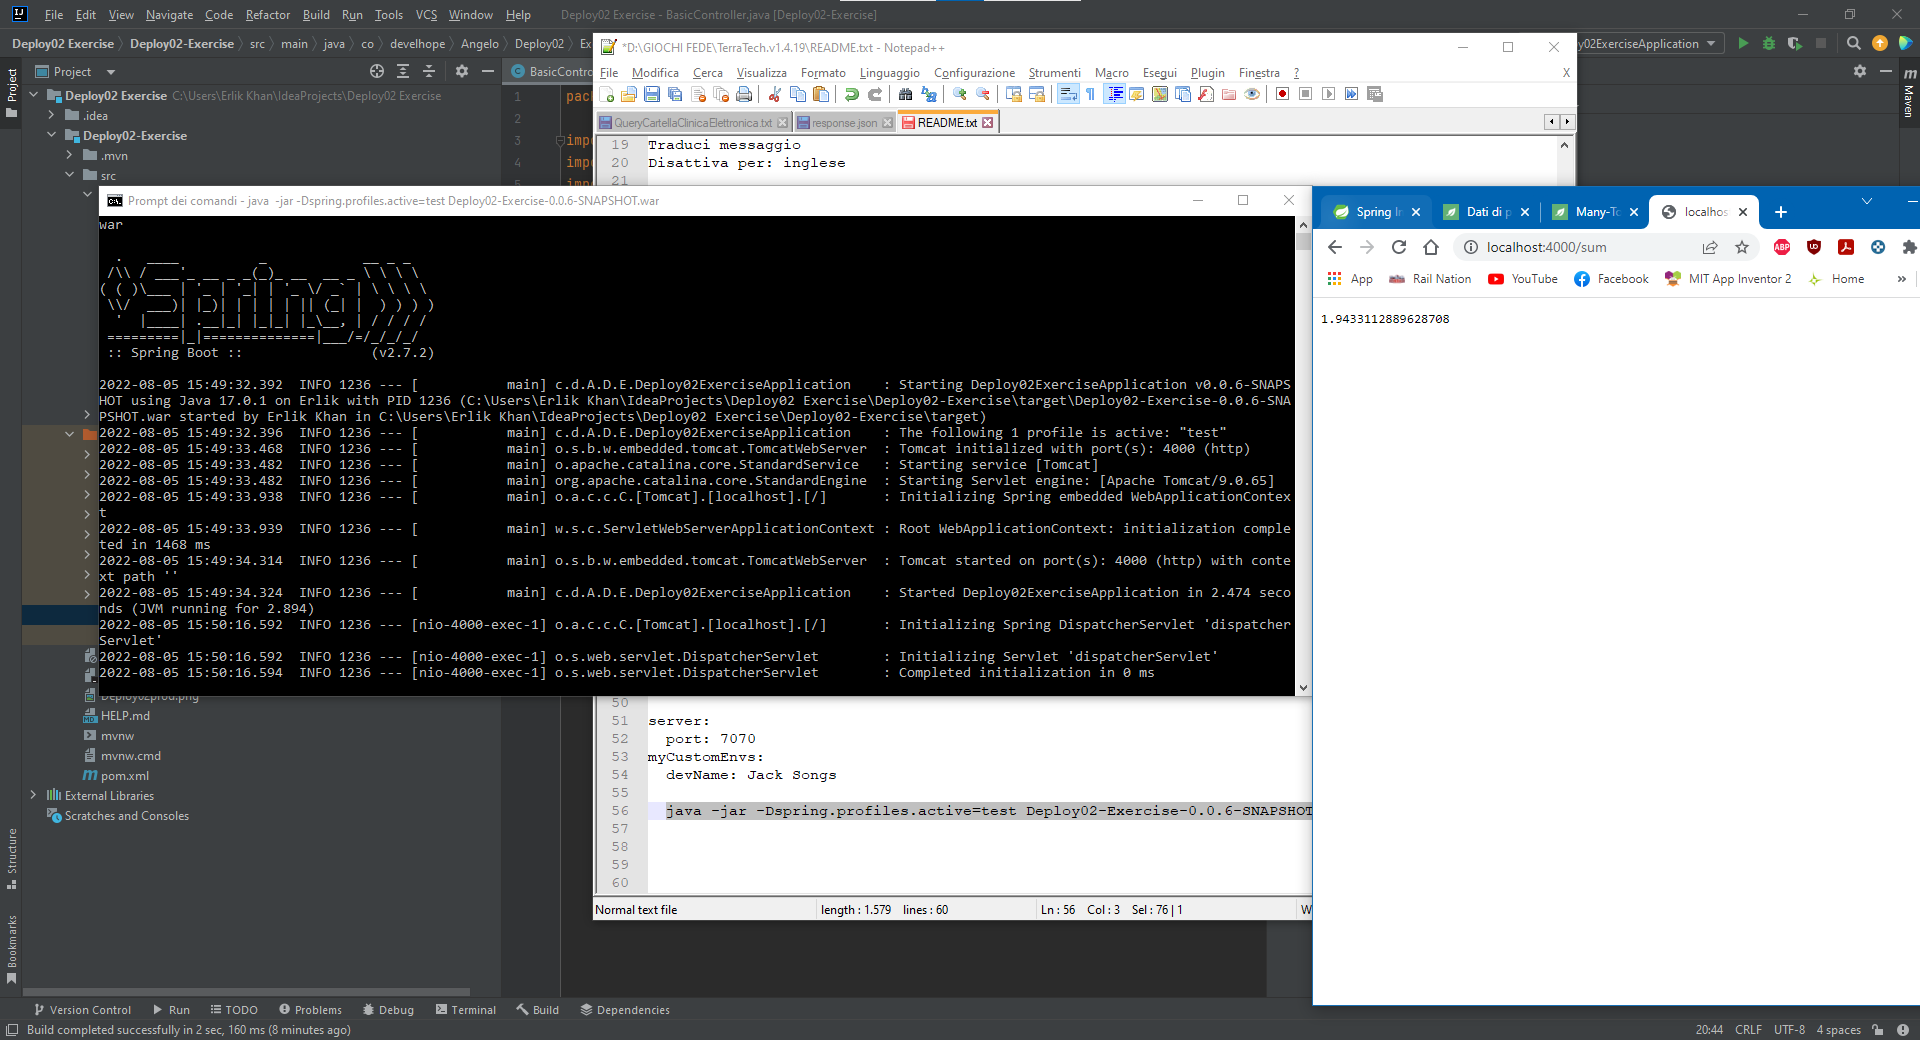 File Edit View Navigate Code Refactor Build Run Tools VCS Window Help Deploy02 Exercise - BasicController.java [Deploy02-Exercise]
Deploy02 Exercise Deploy02-Exercise src main java co develhope Angelo Deploy02 Ex
y02ExerciseApplication
Project
Project
Deploy02 Exercise C:\Users\Erlik Khan\IdeaProjects\Deploy02 Exercise
.idea
Deploy02-Exercise
.mvn
src
HELP.md
mvnw
mvnw.cmd
pom.xml
External Libraries
Scratches and Consoles
Structure
Bookmarks
Maven
BasicContro
1 pac
2
3 impo
4 impo
*D:\GIOCHI FEDE\TerraTech.v1.4.19\README.txt - Notepad++
File Modifica Cerca Visualizza Formato Linguaggio Configurazione Strumenti Macro Esegui Plugin Finestra ? X
QueryCartellaClinicaElettronica.txt response.json README.txt
19 Traduci messaggio
20 Disattiva per: inglese
21
Prompt dei comandi - java -jar -Dspring.profiles.active=test Deploy02-Exercise-0.0.6-SNAPSHOT.war
war
  .   ____          _            __ _ _
 /\\ / ___'_ __ _ _(_)_ __  __ _ \ \ \ \
( ( )\___ | '_ | '_| | '_ \/ _` | \ \ \ \
 \\/  ___)| |_)| | | | | || (_| |  ) ) ) )
  '  |____| .__|_| |_|_| |_\__, | / / / /
 =========|_|==============|___/=/_/_/_/
 :: Spring Boot ::                (v2.7.2)
2022-08-05 15:49:32.392  INFO 1236 --- [           main] c.d.A.D.E.Deploy02ExerciseApplication    : Starting Deploy02ExerciseApplication v0.0.6-SNAPS
HOT using Java 17.0.1 on Erlik with PID 1236 (C:\Users\Erlik Khan\IdeaProjects\Deploy02 Exercise\Deploy02-Exercise\target\Deploy02-Exercise-0.0.6-SNA
PSHOT.war started by Erlik Khan in C:\Users\Erlik Khan\IdeaProjects\Deploy02 Exercise\Deploy02-Exercise\target)
2022-08-05 15:49:32.396  INFO 1236 --- [           main] c.d.A.D.E.Deploy02ExerciseApplication    : The following 1 profile is active: "test"
2022-08-05 15:49:33.468  INFO 1236 --- [           main] o.s.b.w.embedded.tomcat.TomcatWebServer  : Tomcat initialized with port(s): 4000 (http)
2022-08-05 15:49:33.482  INFO 1236 --- [           main] o.apache.catalina.core.StandardService   : Starting service [Tomcat]
2022-08-05 15:49:33.482  INFO 1236 --- [           main] org.apache.catalina.core.StandardEngine  : Starting Servlet engine: [Apache Tomcat/9.0.65]
2022-08-05 15:49:33.938  INFO 1236 --- [           main] o.a.c.c.C.[Tomcat].[localhost].[/]       : Initializing Spring embedded WebApplicationContex
t
2022-08-05 15:49:33.939  INFO 1236 --- [           main] w.s.c.ServletWebServerApplicationContext : Root WebApplicationContext: initialization comple
ted in 1468 ms
2022-08-05 15:49:34.314  INFO 1236 --- [           main] o.s.b.w.embedded.tomcat.TomcatWebServer  : Tomcat started on port(s): 4000 (http) with conte
xt path ''
2022-08-05 15:49:34.324  INFO 1236 --- [           main] c.d.A.D.E.Deploy02ExerciseApplication    : Started Deploy02ExerciseApplication in 2.474 seco
nds (JVM running for 2.894)
2022-08-05 15:50:16.592  INFO 1236 --- [nio-4000-exec-1] o.a.c.c.C.[Tomcat].[localhost].[/]       : Initializing Spring DispatcherServlet 'dispatcher
Servlet'
2022-08-05 15:50:16.592  INFO 1236 --- [nio-4000-exec-1] o.s.web.servlet.DispatcherServlet        : Initializing Servlet 'dispatcherServlet'
2022-08-05 15:50:16.594  INFO 1236 --- [nio-4000-exec-1] o.s.web.servlet.DispatcherServlet        : Completed initialization in 0 ms
50
51 server:
52   port: 7070
53 myCustomEnvs:
54   devName: Jack Songs
55
56   java -jar -Dspring.profiles.active=test Deploy02-Exercise-0.0.6-SNAPSHOT
57
58
59
60
Normal text file length : 1.579 lines : 60 Ln : 56 Col : 3 Sel : 76 | 1 W
Spring In Dati di p Many-To localhos
localhost:4000/sum
App Rail Nation YouTube Facebook MIT App Inventor 2 Home »
1.9433112889628708
Version Control Run TODO Problems Debug Terminal Build Dependencies
Build completed successfully in 2 sec, 160 ms (8 minutes ago) 20:44 CRLF UTF-8 4 spaces